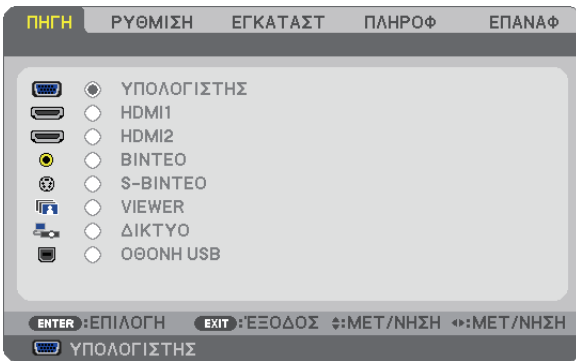 ΠΗΓΗ ΡΥΘΜΙΣΗ ΕΓΚΑΤΑΣΤ ΠΛΗΡΟΦ ΕΠΑΝΑΦ
ΥΠΟΛΟΓΙΣΤΗΣ
HDMI1
HDMI2
ΒΙΝΤΕΟ
S-ΒΙΝΤΕΟ
VIEWER
ΔΙΚΤΥΟ
ΟΘΟΝΗ USB
ENTER :ΕΠΙΛΟΓΗ EXIT :ΈΞΟΔΟΣ :ΜΕΤ/ΝΗΣΗ :ΜΕΤ/ΝΗΣΗ
ΥΠΟΛΟΓΙΣΤΗΣ